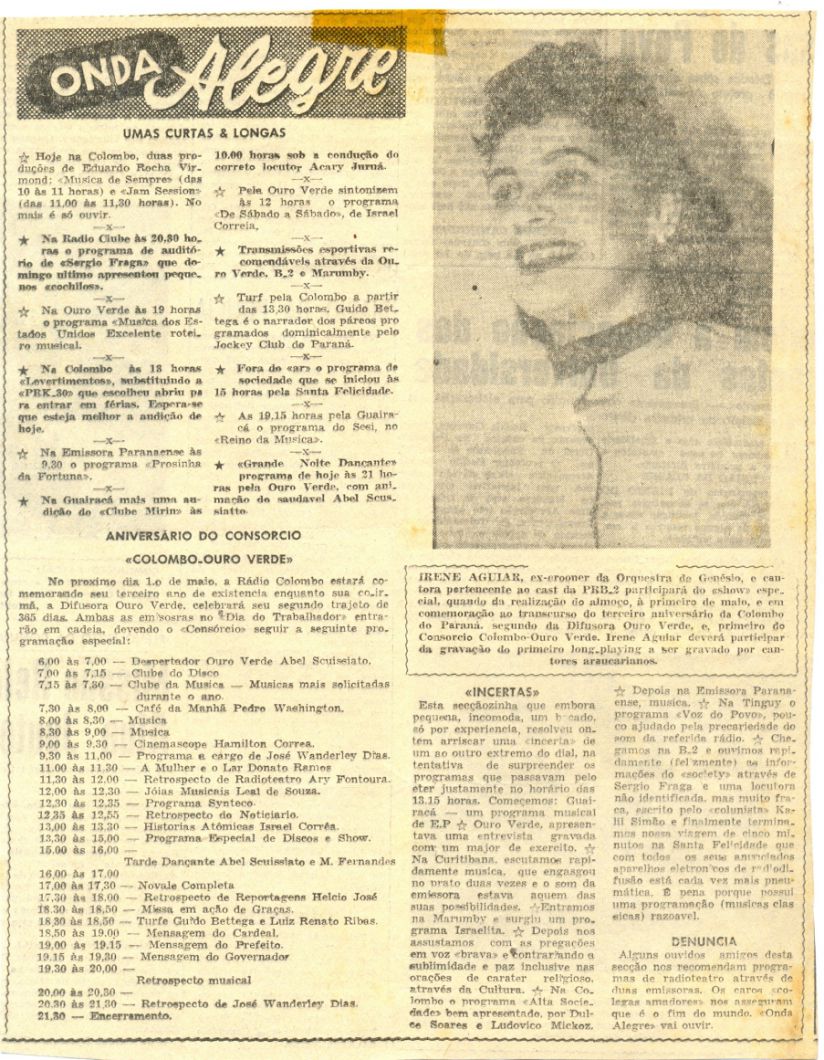 ONDA Alegre
UMAS CURTAS & LONGAS
☆ Hoje na Colombo, duas pro-
duções de Eduardo Rocha Vir-
mond: «Musica de Sempre» (das
10 às 11 horas) e «Jam Session»
(das 11,00 às 11,30 horas). No
mais é só ouvir.
—x—
★ Na Radio Clube às 20,30 ho-
ras o programa de auditó-
rio de «Sergio Fraga» que do-
mingo ultimo apresentou peque-
nos «cochilos».
—x—
☆ Na Ouro Verde às 19 horas
o programa «Musica dos Es-
tados Unidos Excelente rotei-
ro musical.
—x—
★ Na Colombo às 18 horas
«Levertimentos», substituindo a
«PRK-30» que escolheu abriu pa
ra entrar em férias. Espera-se
que esteja melhor a audição de
hoje.
—x—
☆ Na Emissora Paranaense às
9,30 o programa «Prosinha
da Fortuna».
—x—
★ Na Guairacá mais uma au-
dição do «Clube Mirin» às
10.00 horas sob a condução do
correto locutor Acary Juruá.
—x—
☆ Pela Ouro Verde sintonizem
às 12 horas o programa
«De Sábado a Sábado», de Israel
Correia,
—x—
★ Transmissões esportivas re-
comendáveis através da Ou-
ro Verde, B-2 e Marumby.
—x—
☆ Turf pela Colombo a partir
das 13,30 horas. Guido Bet-
tega é o narrador dos páreos pro
gramados dominicalmente pelo
Jockey Club do Paraná.
—x—
★ Fora do «ar» o programa de
sociedade que se iniciou às
15 horas pela Santa Felicidade.
—x—
☆ As 19,15 horas pela Guaira-
cá o programa do Sesi, no
«Reino da Musica».
—x—
★ «Grande Noite Dançante»
programa de hoje às 21 ho-
ras pela Ouro Verde, com ani-
mação do saudavel Abel Scus-
siatto.
ANIVERSÁRIO DO CONSORCIO
«COLOMBO-OURO VERDE»
No proximo dia 1.o de maio, a Rádio Colombo estará co-
memorando seu terceiro ano de existencia enquanto sua co-ir-
mã, a Difusora Ouro Verde, celebrará seu segundo trajeto de
365 dias. Ambas as emissoras no «Dia do Trabalhador» entra-
rão em cadeia, devendo o «Consórcio» seguir a seguinte pro-
gramação especial:
6,00 às 7,00 — Despertador Ouro Verde Abel Scuissiato.
7,00 às 7,15 — Clube do Disco
7,15 às 7,30 — Clube da Musica — Musicas mais solicitadas
durante o ano.
7,30 às 8,00 — Café da Manhã Pedro Washington.
8,00 às 8,30 — Musica
8,30 às 9,00 — Musica
9,00 às 9,30 — Cinemascope Hamilton Correa.
9,30 às 11,00 — Programa a cargo de José Wanderley Dias.
11,00 às 11,30 — A Mulher e o Lar Donato Ramos
11,30 às 12.00 — Retrospecto de Radioteatro Ary Fontoura.
12,00 às 12,30 — Jóias Musicais Leal de Souza.
12,30 às 12,35 — Programa Synteco.
12,35 às 12,55 — Retrospecto do Noticiario.
13,00 às 13,30 — Historias Atómicas Israel Corrêa.
13,30 às 15,00 — Programa Especial de Discos e Show.
15.00 às 16,00 —
Tarde Dançante Abel Scuissiato e M. Fernandes
16,00 às 17.00
17,00 às 17,30 — Novale Completa
17,30 às 18,00 — Retrospecto de Reportagens Helcio José
18,30 às 18,50 — Missa em ação de Graças.
18,30 às 18,50 — Turfe Guido Bettega e Luiz Renato Ribas.
18,50 às 19.00 — Mensagem do Cardeal.
19,00 às 19.15 — Mensagem do Prefeito.
19,15 às 19,30 — Mensagem do Governador
19.30 às 20,00 —
Retrospecto musical
20.00 às 20,30 —
20.30 às 21,30 — Retrospecto de José Wanderley Dias.
21,30 — Encerramento.
IRENE AGUIAR, ex-crooner da Orquestra de Genésio, e can-
tora pertencente ao cast da PRB-2 participará do «show» espe-
cial, quando da realização do almoço, à primeiro de maio, e em
comemoração ao transcurso do terceiro aniversário da Colombo
do Paraná, segundo da Difusora Ouro Verde, e, primeiro do
Consorcio Colombo-Ouro Verde. Irene Aguiar deverá participar
da gravação do primeiro long-playing a ser gravado por can-
tores araucarianos.
«INCERTAS»
Esta secçãozinha que embora
pequena, incomoda, um bocado,
só por experiencia, resolveu on-
tem arriscar uma «incerta» de
um ao outro extremo do dial, na
tentativa de surpreender os
programas que passavam pelo
eter justamente no horário das
13.15 horas. Começemos: Guai-
racá — um programa musical
de E.P ☆ Ouro Verde, apresen-
tava uma entrevista gravada
com um major de exercito. ☆
Na Curitibana, escutamos rapi-
damente musica, que engasgou
no prato duas vezes e o som da
emissora estava aquem das
suas possibilidades. ☆Entramos
na Marumby e surgiu um pro-
grama Israelita. ☆ Depois nos
assustamos com as pregações
em voz «brava» e contrariando a
sublimidade e paz inclusive nas
orações de carater religioso,
através da Cultura. ☆ Na Co-
lombo o programa «Alta Socie-
dade» bem apresentado, por Dul-
ce Soares e Ludovico Mickoz.
☆ Depois na Emissora Parana-
ense, musica. ☆ Na Tinguy o
programa «Voz do Povo», pou-
co ajudado pela precariedade do
som da referida rádio. ☆ Che-
gamos na B.2 e ouvimos rapi-
damente (felizmente) as infor-
mações do «society» através de
Sergio Fraga e uma locutora
não identificada, mas muito fra-
ca, escrito pelo «colunista» Ka-
lil Simão e finalmente termina-
mos nossa viagem de cinco mi-
nutos na Santa Felicidade que
com todos os seus anunciados
aparelhos eletronicos de radiodi-
fusão está cada vez mais pneu-
mática. É pena porque possui
uma programação (musicas clas
sicas) razoavel.
DENUNCIA
Alguns ouvidos amigos desta
secção nos recomendam progra-
mas de radioteatro através de
duas emissoras. Os caros «co-
legas amadores» nos asseguram
que é o fim do mundo. «Onda
Alegre» vai ouvir.